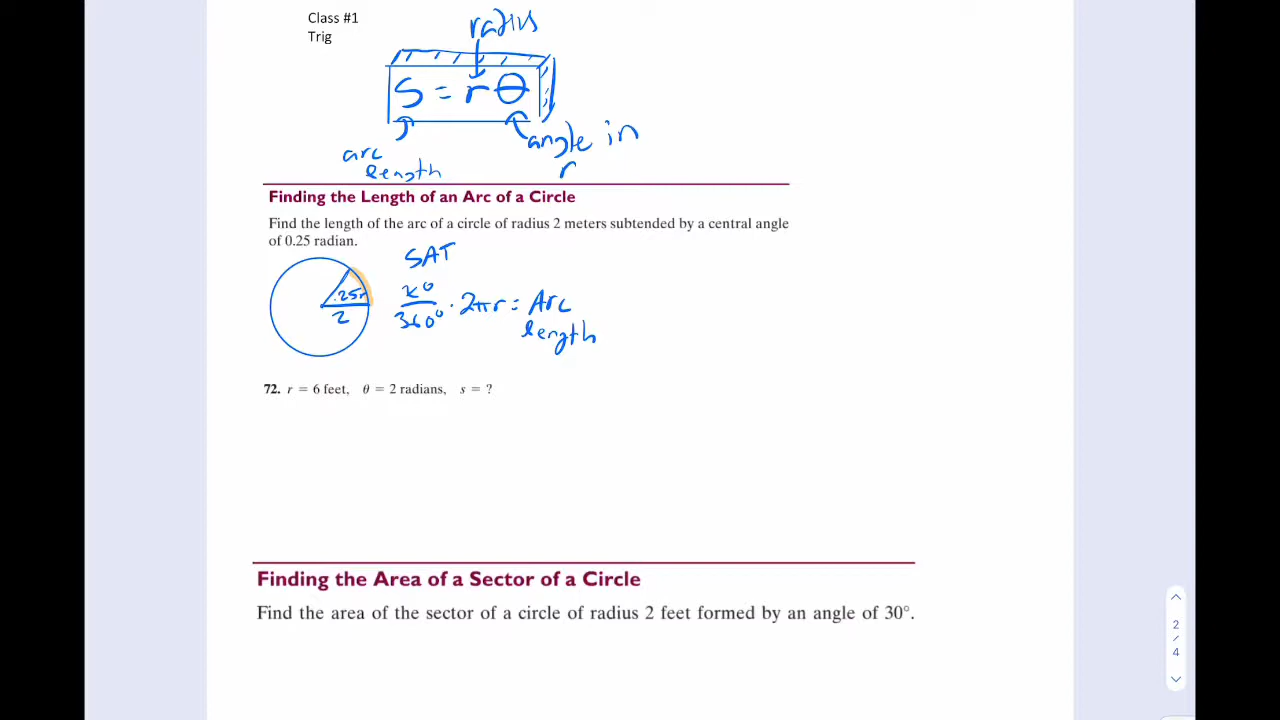 Class #1
Trig
radius
S = rθ
arc
length
angle in
r
Finding the Length of an Arc of a Circle
Find the length of the arc of a circle of radius 2 meters subtended by a central angle
of 0.25 radian.
SAT
.25r
2
x°
360°
· 2πr = Arc
length
72. r = 6 feet, θ = 2 radians, s = ?
Finding the Area of a Sector of a Circle
Find the area of the sector of a circle of radius 2 feet formed by an angle of 30°.
2
/
4